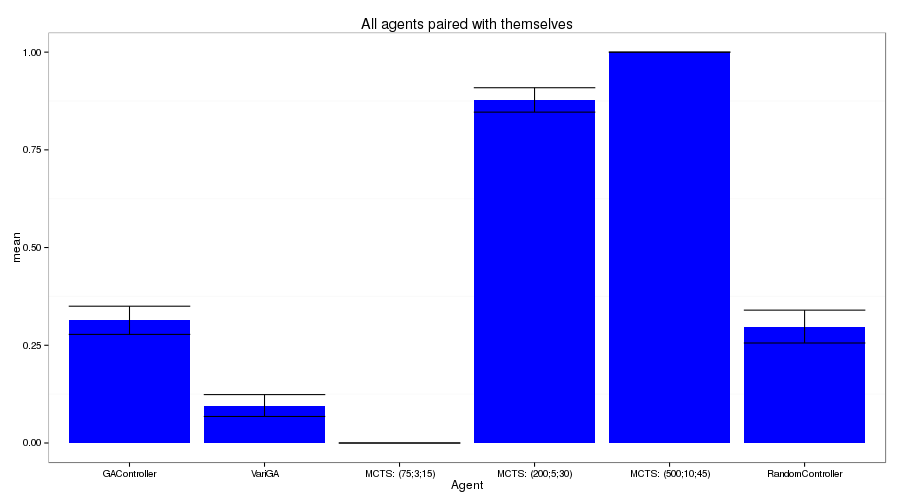 All agents paired with themselves
1.00
0.75
0.50
0.25
0.00
mean
GAController VariGA MCTS: (75;3;15) MCTS: (200;5;30) MCTS: (500;10;45) RandomController
Agent